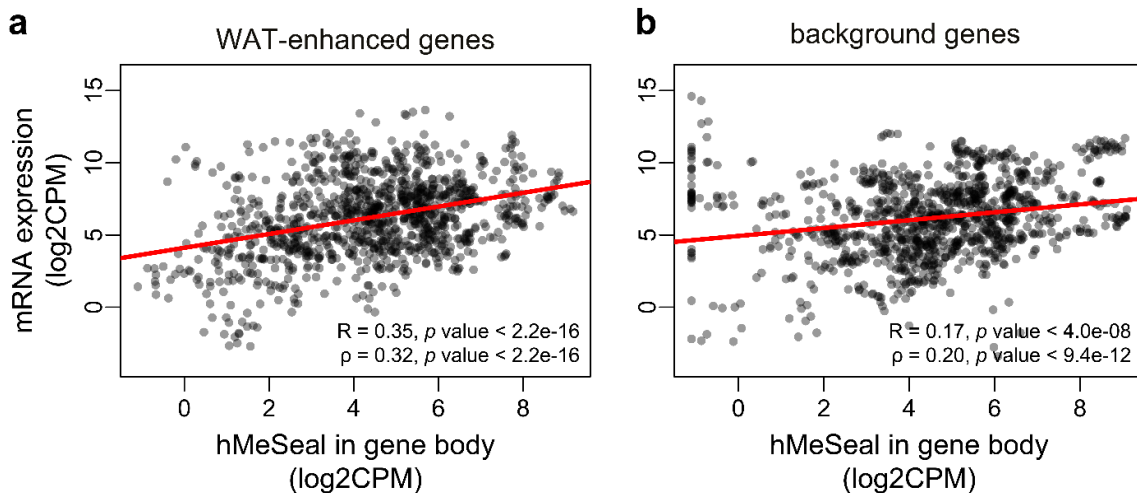 a
WAT-enhanced genes
mRNA expression
(log2CPM)
15
10
5
0
R = 0.35, p value < 2.2e-16
ρ = 0.32, p value < 2.2e-16
0 2 4 6 8
hMeSeal in gene body
(log2CPM)
b
background genes
15
10
5
0
R = 0.17, p value < 4.0e-08
ρ = 0.20, p value < 9.4e-12
0 2 4 6 8
hMeSeal in gene body
(log2CPM)